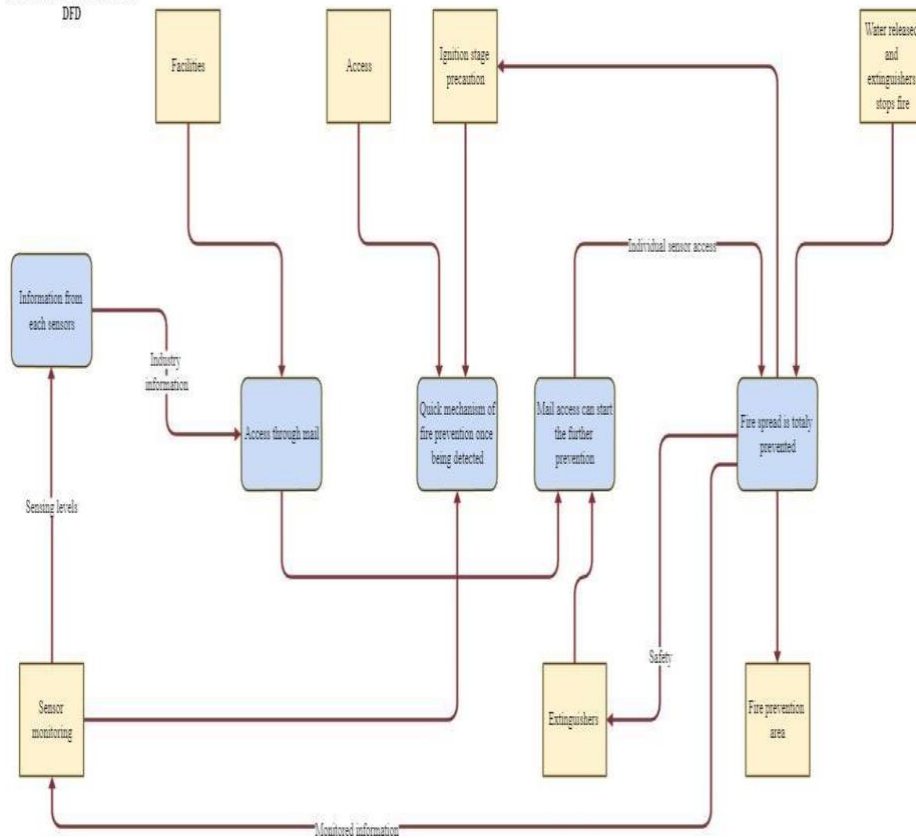 DFD
Facilities
Access
Ignition stage
precaution
Water released
and
extinguishers
stops fire
Individual sensor access
Information from
each sensors
Industry
information
Access through mail
Quick mechanism of
fire prevention once
being detected
Mail access can start
the further
prevention
Fire spread is totaly
prevented
Sensing levels
Safety
Sensor
monitoring
Extinguishers
Fire prevention
area
Monitored information